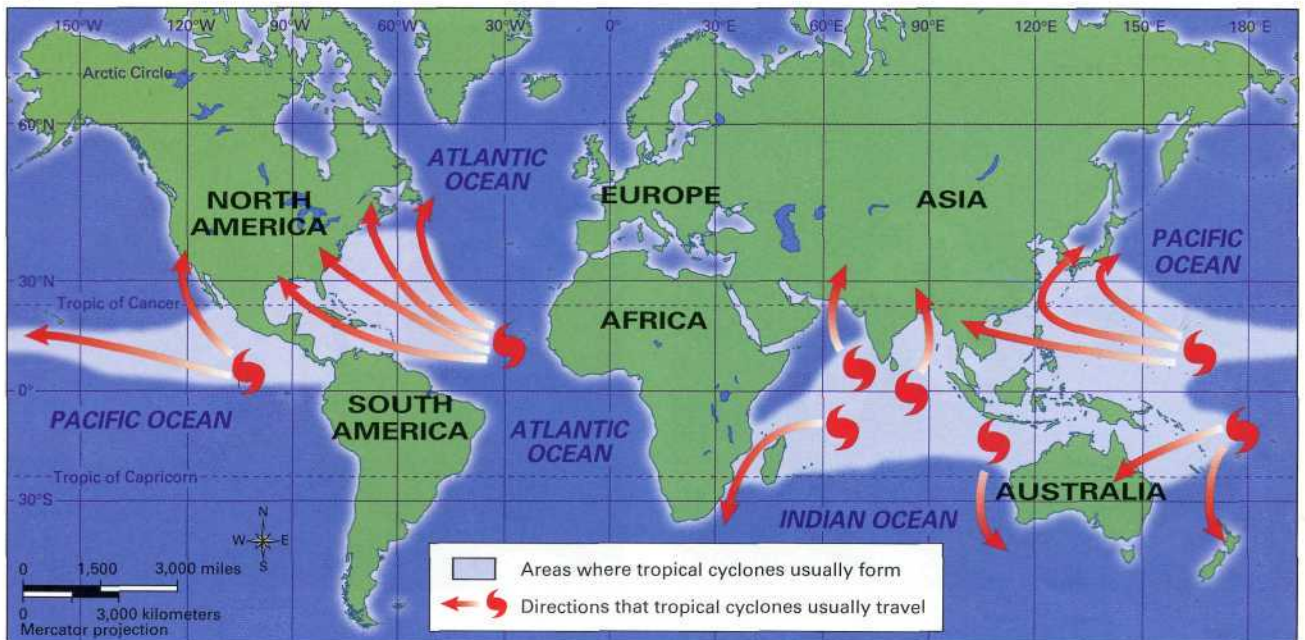 150°W 120°W 90°W 60°W 30°W 0° 30°E 60°E 90°E 120°E 150°E 180°E
Arctic Circle
60°N
ATLANTIC
OCEAN
NORTH
AMERICA
EUROPE
ASIA
PACIFIC
OCEAN
30°N
30°N
Tropic of Cancer
AFRICA
0°
0°
PACIFIC OCEAN
SOUTH
AMERICA
ATLANTIC
OCEAN
Tropic of Capricorn
30°S
30°S
INDIAN OCEAN
AUSTRALIA
N
W E
S
0 1,500 3,000 miles
0 3,000 kilometers
Mercator projection
Areas where tropical cyclones usually form
Directions that tropical cyclones usually travel